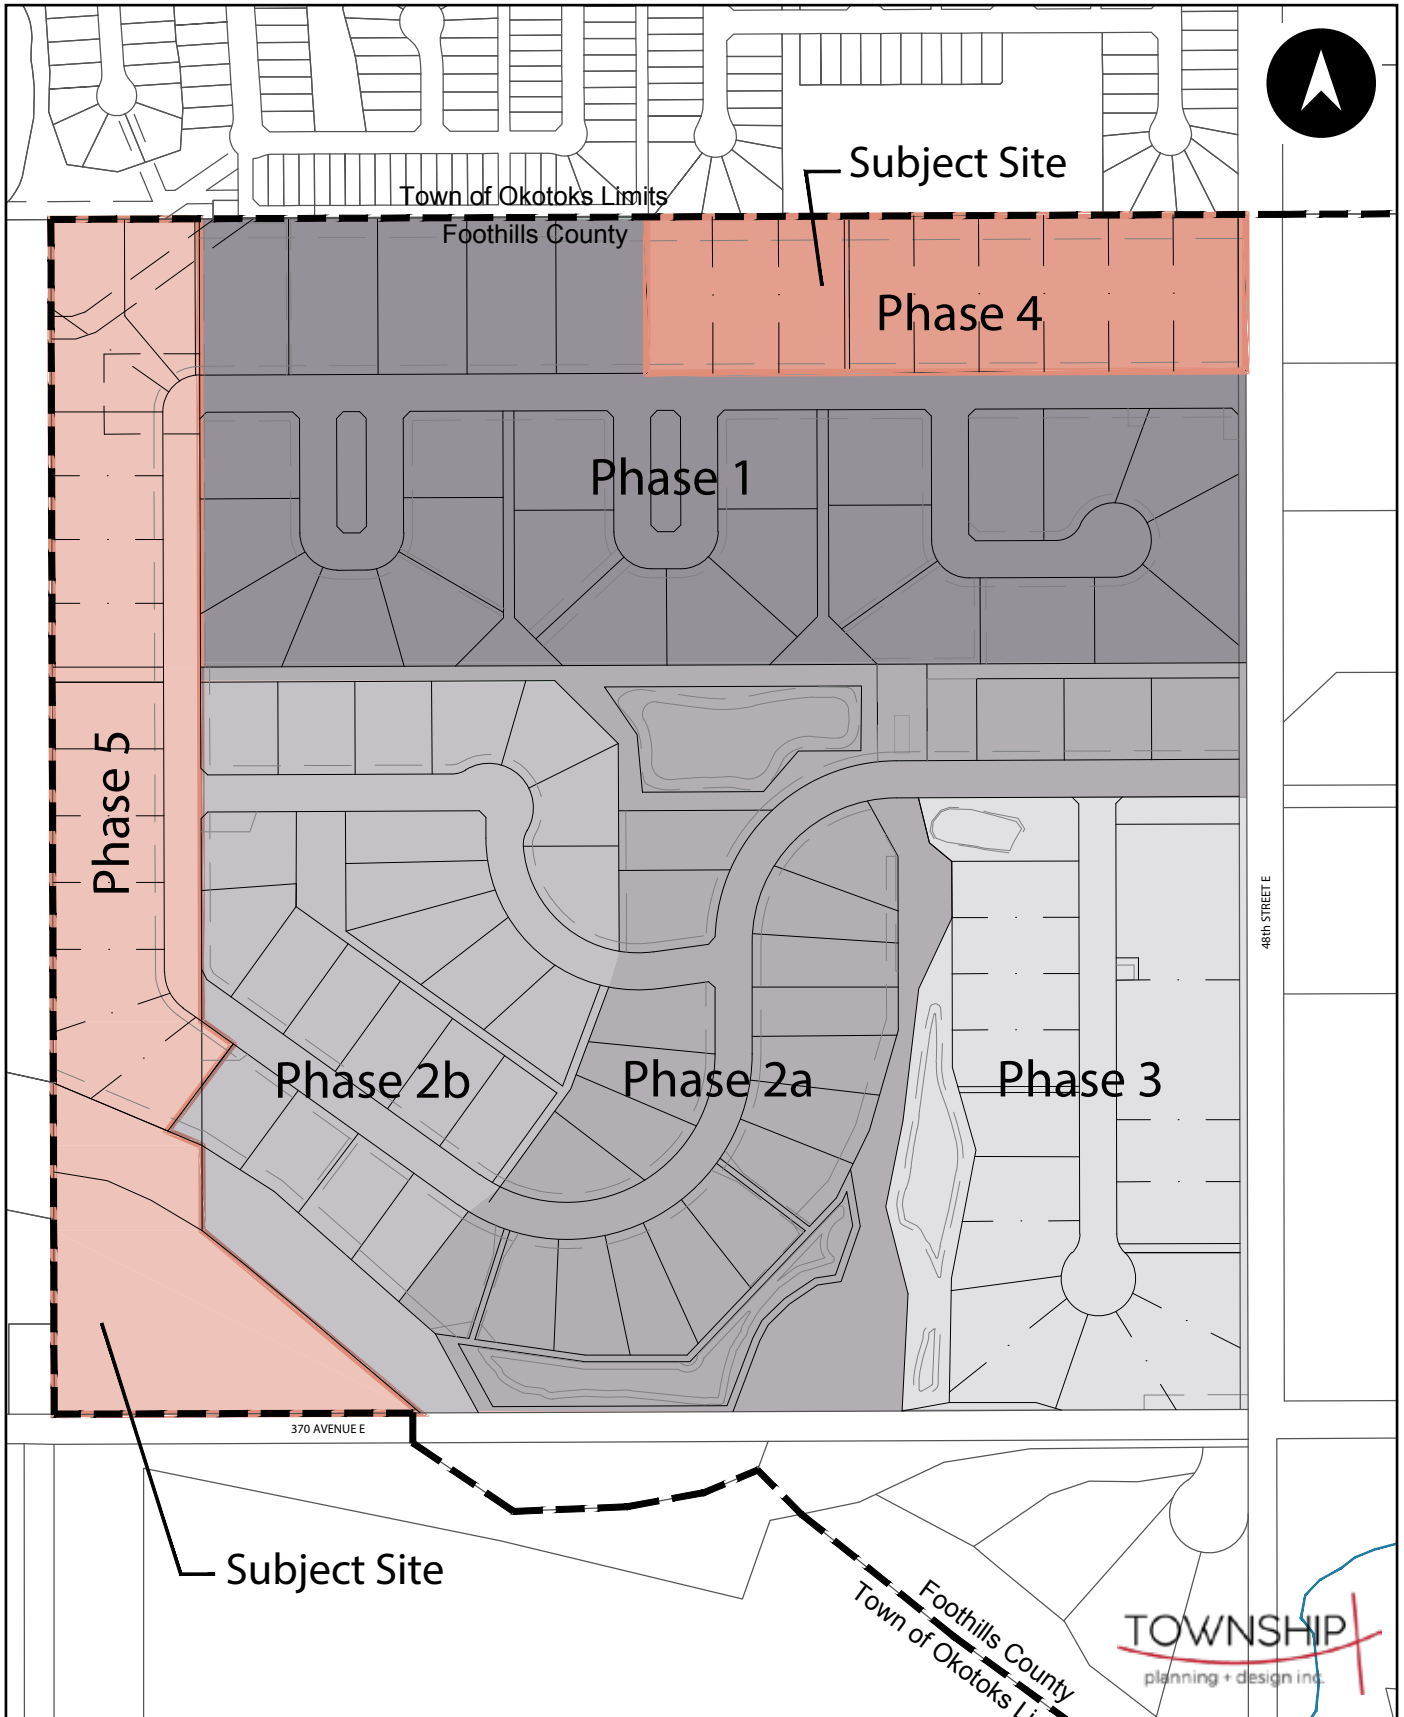 Subject Site
Town of Okotoks Limits
Foothills County
Phase 4
Phase 1
Phase 5
48th STREET E
Phase 2b
Phase 2a
Phase 3
370 AVENUE E
Subject Site
Foothills County
Town of Okotoks Li
TOWNSHIP
planning + design inc.